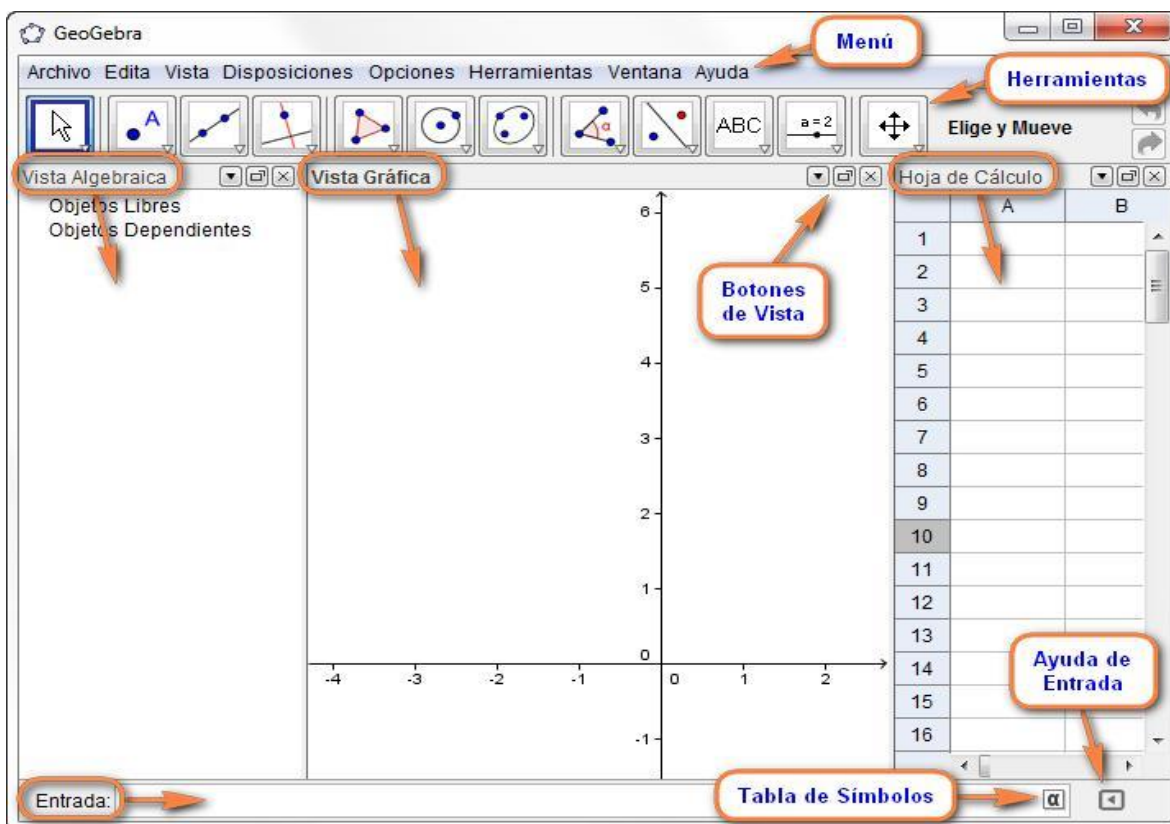 GeoGebra
Menú
Archivo Edita Vista Disposiciones Opciones Herramientas Ventana Ayuda
Herramientas
A
α
ABC
a = 2
Elige y Mueve
Vista Algebraica
Vista Gráfica
Hoja de Cálculo
Objetos Libres
Objetos Dependientes
Botones
de Vista
6
5
4
3
2
1
0
-1
-4 -3 -2 -1 0 1 2
A B
1
2
3
4
5
6
7
8
9
10
11
12
13
14
15
16
Ayuda de
Entrada
Entrada:
Tabla de Símbolos
α